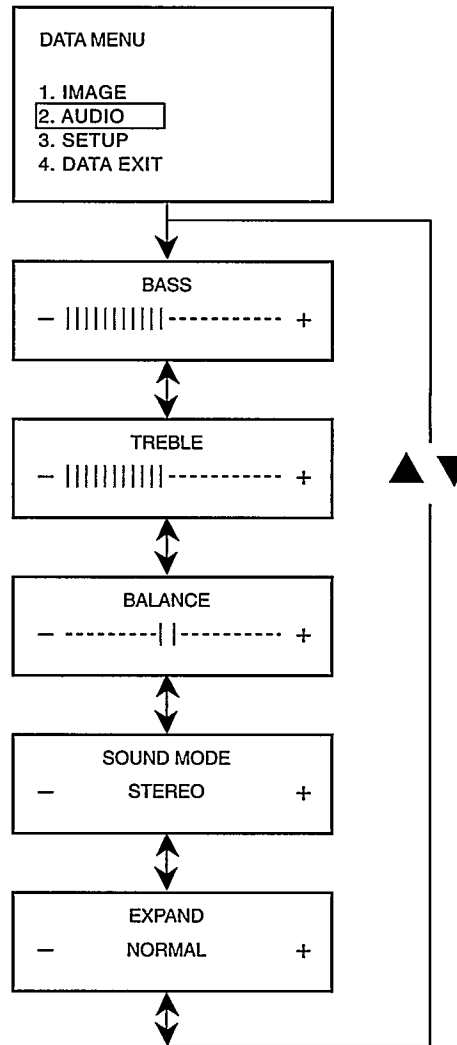 DATA MENU
1. IMAGE
2. AUDIO
3. SETUP
4. DATA EXIT
BASS
– ||||||||||| ----------- +
TREBLE
– ||||||||||| ----------- +
BALANCE
– ----------||----------- +
SOUND MODE
– STEREO +
EXPAND
– NORMAL +
▲ ▼